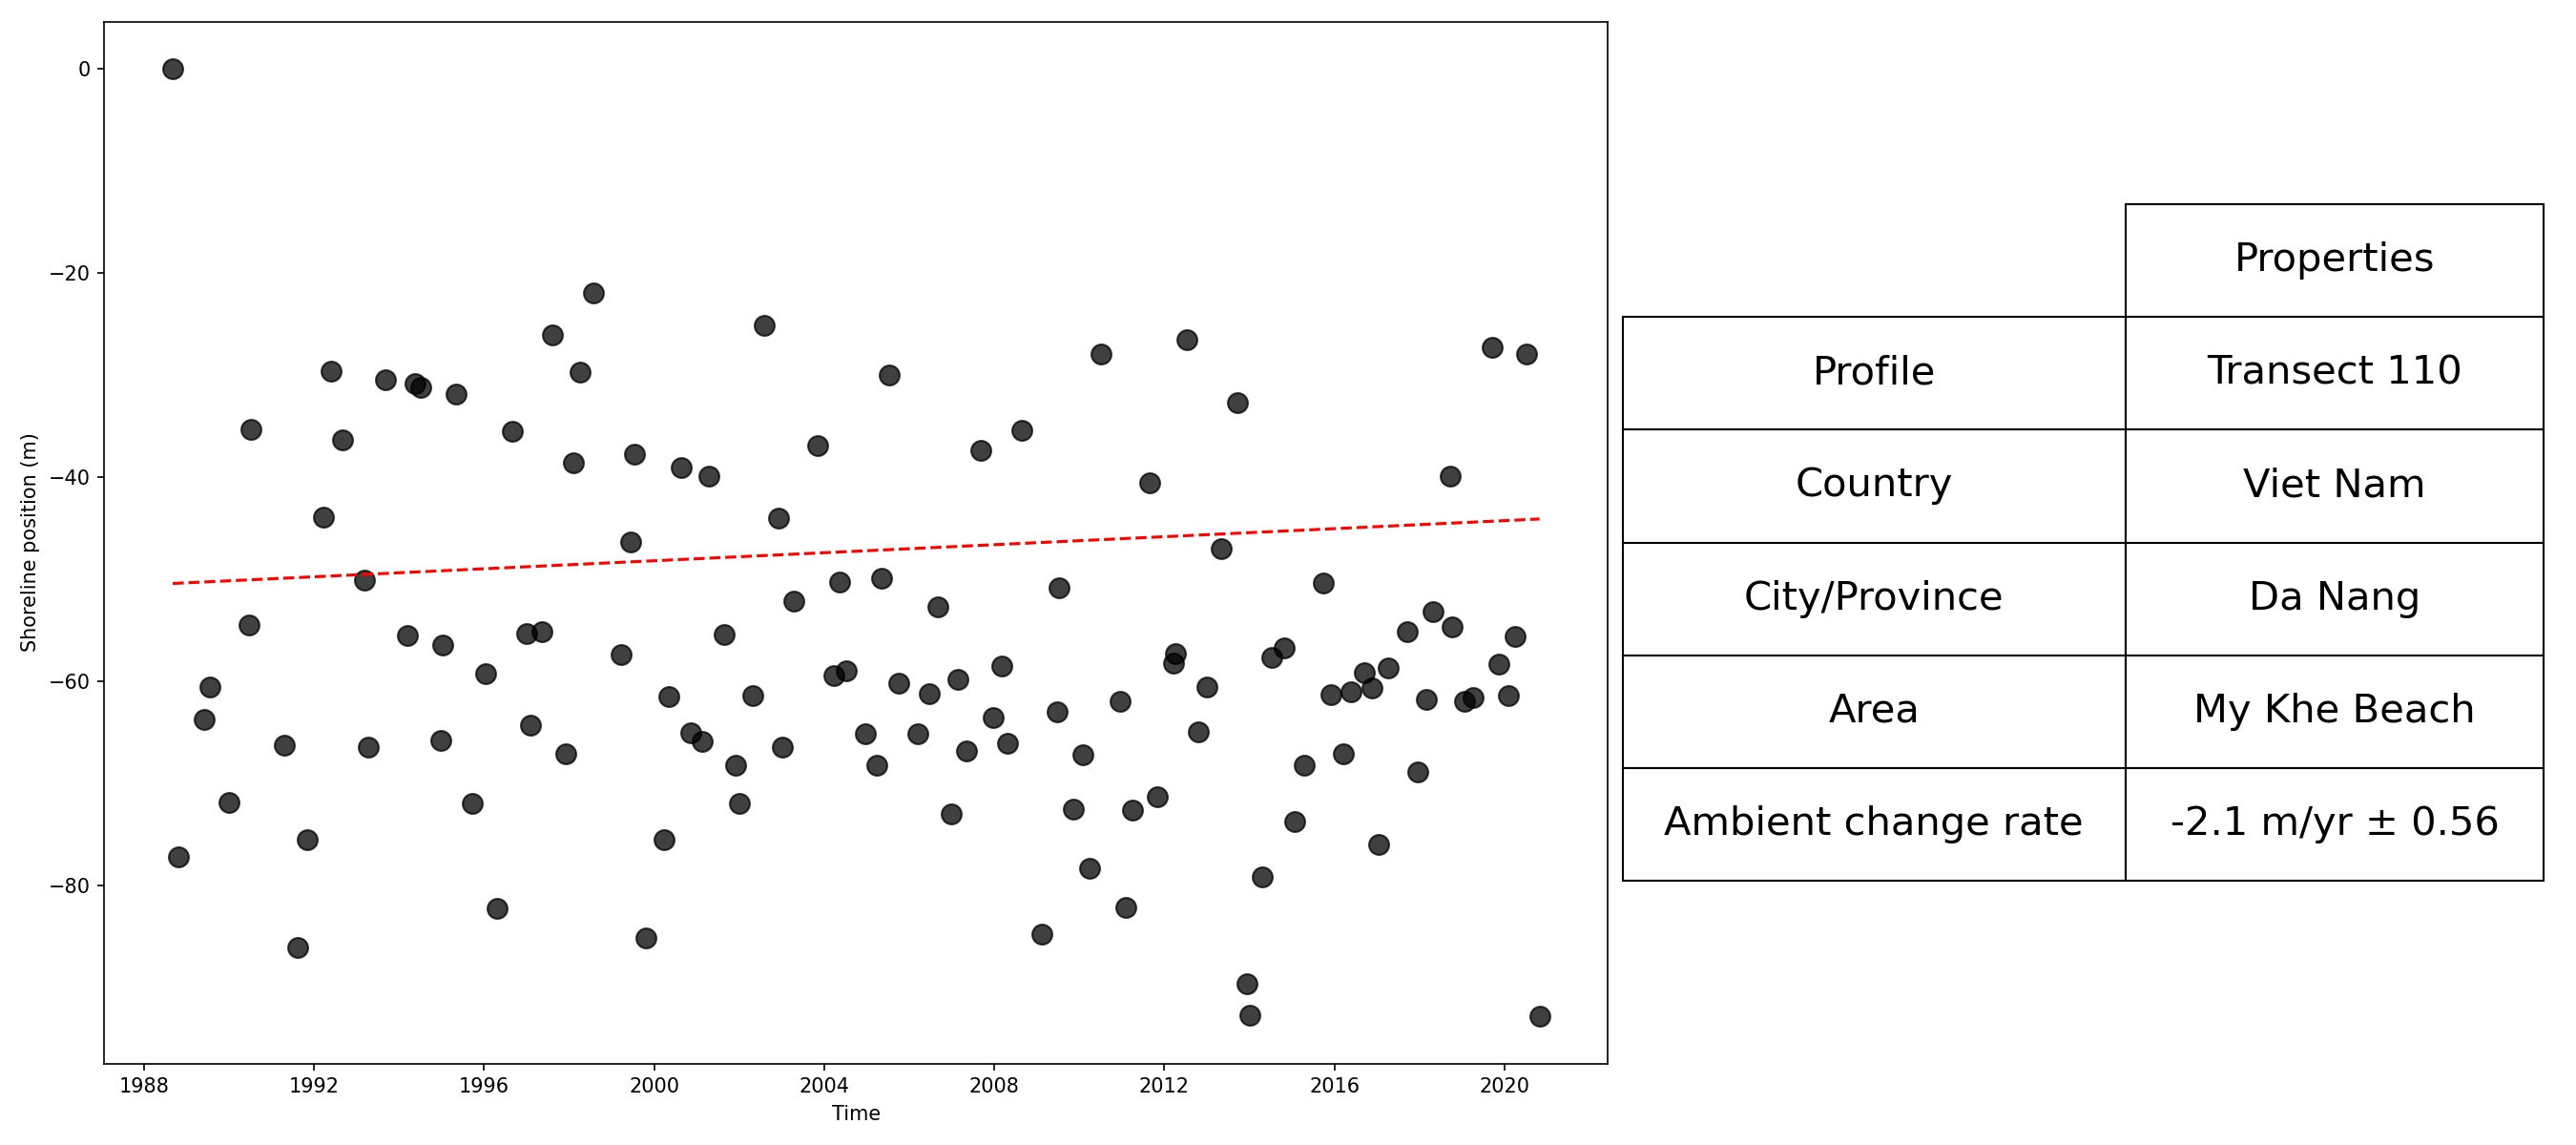 0
−20
−40
−60
−80
Shoreline position (m)
1988 1992 1996 2000 2004 2008 2012 2016 2020
Time
Properties
Profile Transect 110
Country Viet Nam
City/Province Da Nang
Area My Khe Beach
Ambient change rate -2.1 m/yr ± 0.56